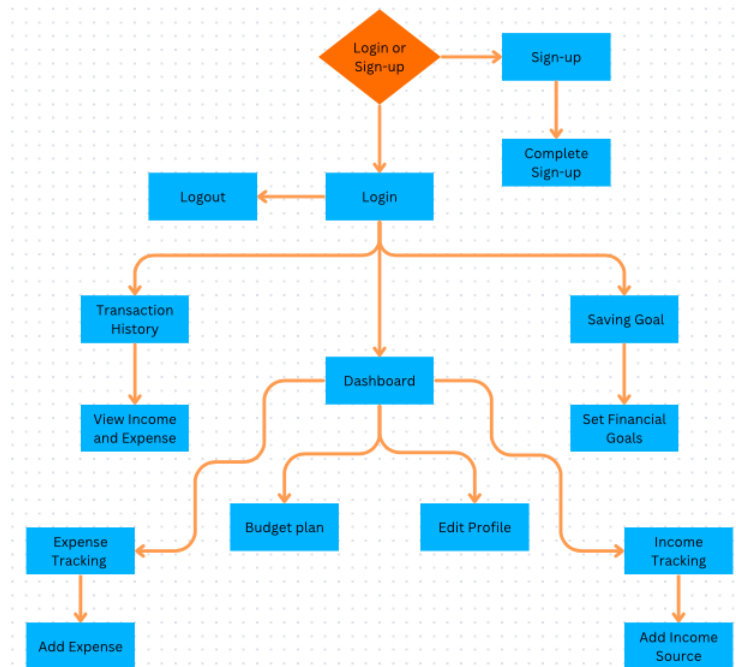 Login or
Sign-up
Sign-up
Complete
Sign-up
Logout
Login
Transaction
History
Saving Goal
Dashboard
View Income
and Expense
Set Financial
Goals
Expense
Tracking
Budget plan
Edit Profile
Income
Tracking
Add Expense
Add Income
Source